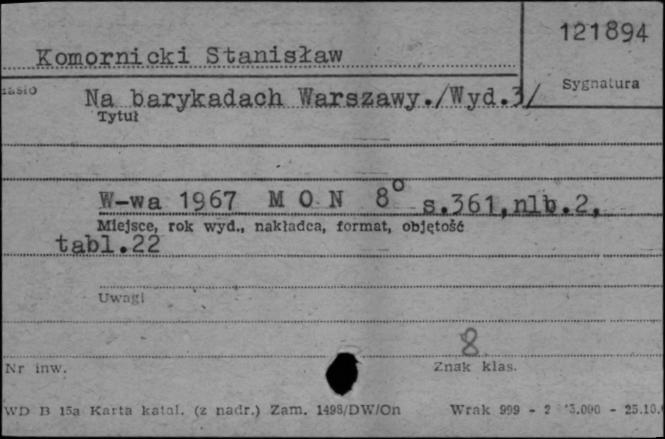 121894
Komornicki Stanisław
Sygnatura
Na barykadach Warszawy./Wyd.3/
Tytuł
W-wa 1967 M O N 8° s.361,nlb.2,
Miejsce, rok wyd., nakładca, format, objętość
tabl.22
Uwagi
8
Nr inw.
Znak klas.
WD B 15a Karta katal. (z nadr.) Zam. 1498/DW/On Wrak 999 - 2